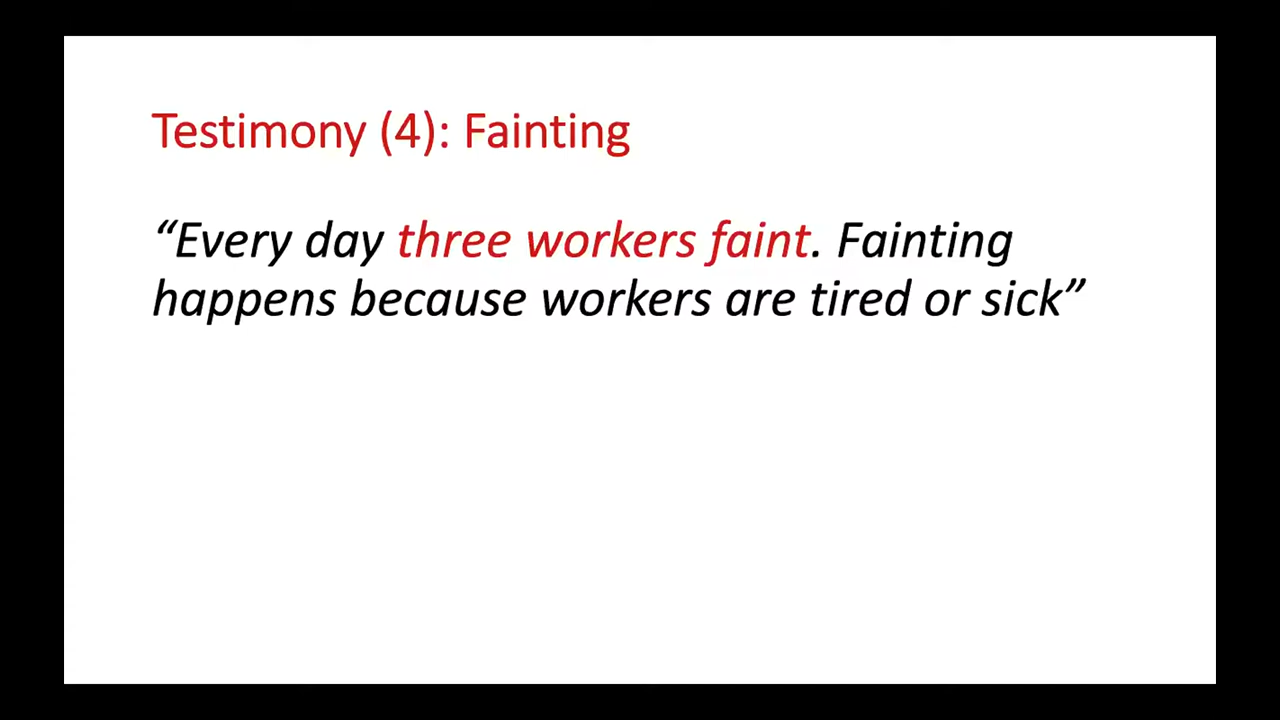 Testimony (4): Fainting
“Every day three workers faint. Fainting
happens because workers are tired or sick”